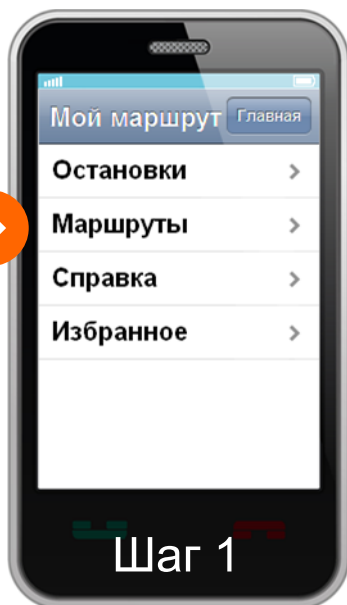 Мой маршрут Главная
Остановки
Маршруты
Справка
Избранное
Шаг 1